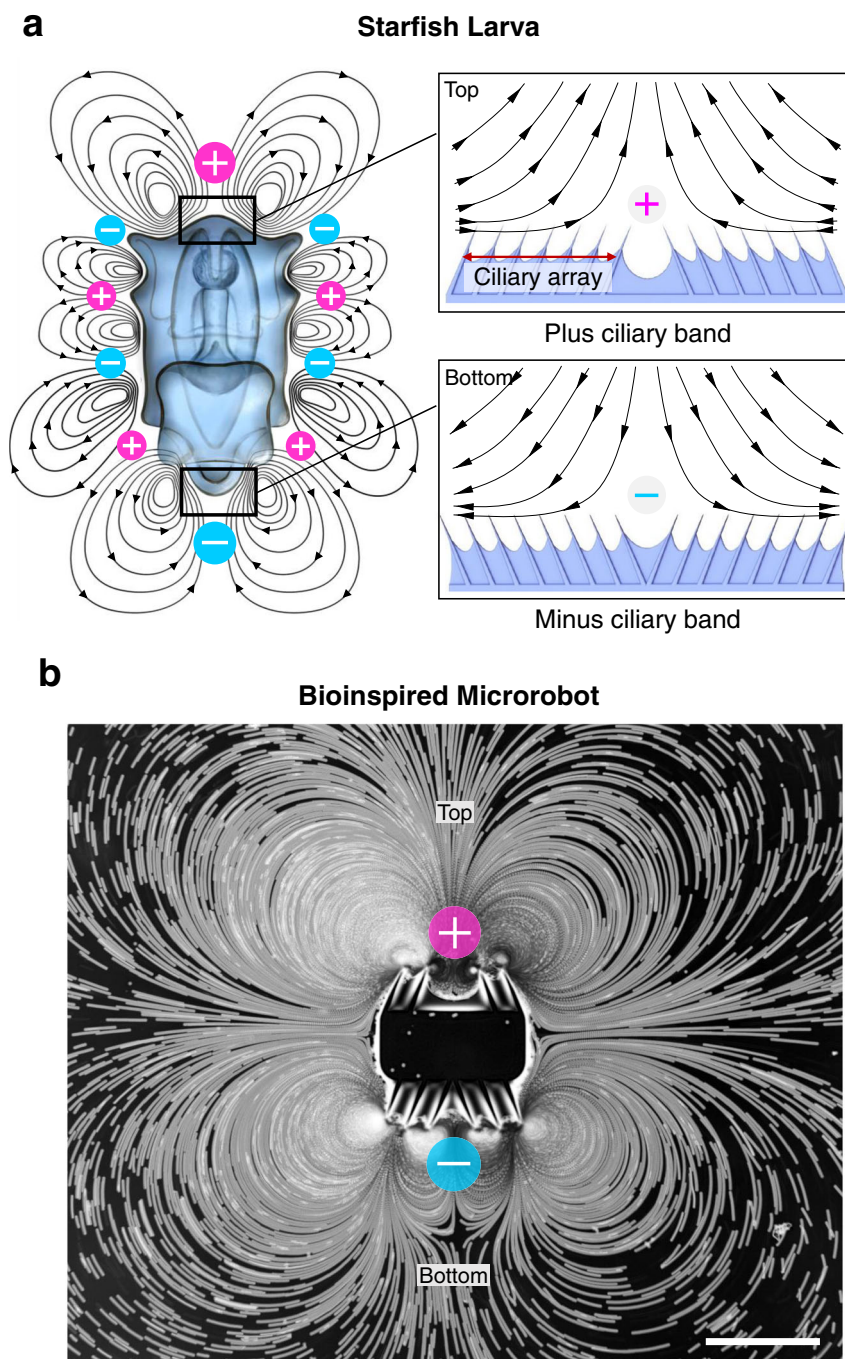 a
Starfish Larva
+
−
−
+
+
−
−
+
+
−
Top
+
Ciliary array
Plus ciliary band
Bottom
−
Minus ciliary band
b
Bioinspired Microrobot
Top
+
−
Bottom